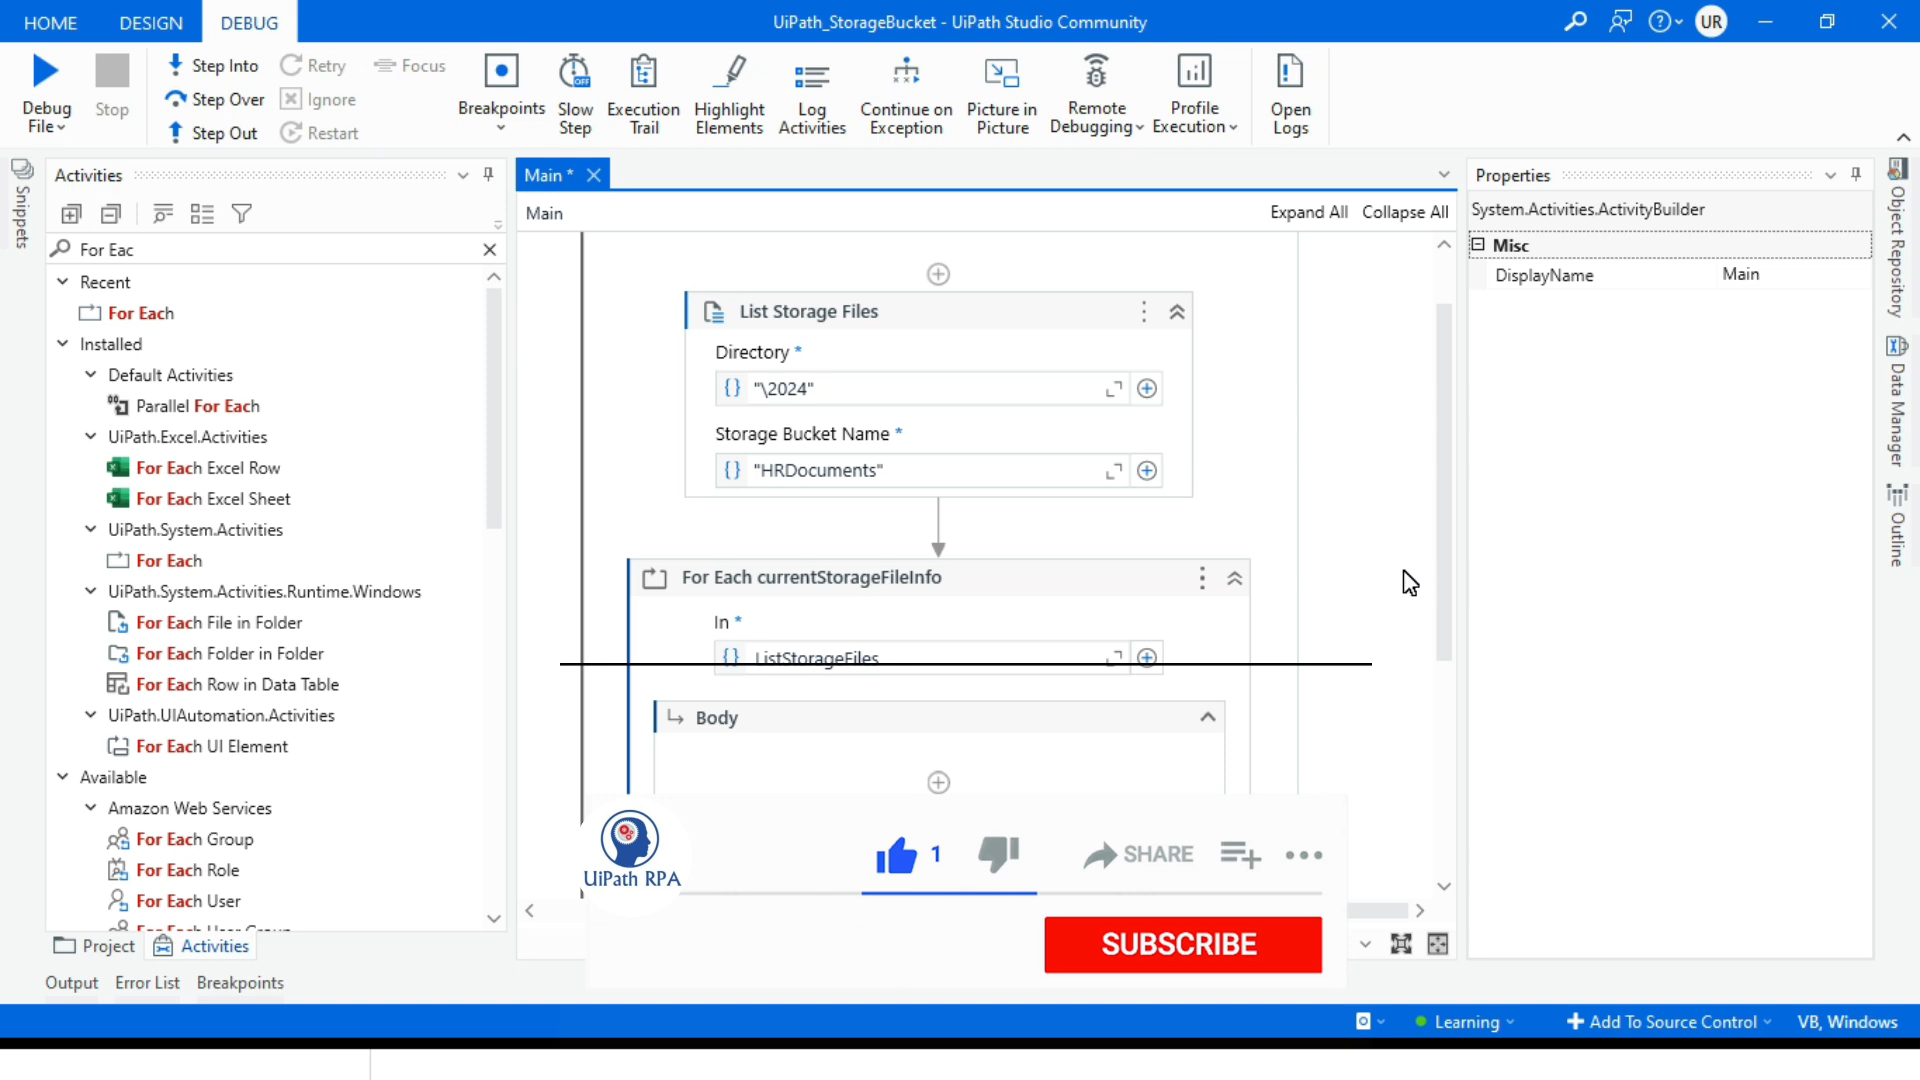 HOME DESIGN DEBUG UiPath_StorageBucket - UiPath Studio Community UR
Debug File Stop Step Into Step Over Step Out Retry Ignore Restart Focus Breakpoints Slow Step Execution Trail Highlight Elements Log Activities Continue on Exception Picture in Picture Remote Debugging Profile Execution Open Logs
OFF
Snippets
Activities
For Eac
Recent
For Each
Installed
Default Activities
Parallel For Each
UiPath.Excel.Activities
For Each Excel Row
For Each Excel Sheet
UiPath.System.Activities
For Each
UiPath.System.Activities.Runtime.Windows
For Each File in Folder
For Each Folder in Folder
For Each Row in Data Table
UiPath.UIAutomation.Activities
For Each UI Element
Available
Amazon Web Services
For Each Group
For Each Role
For Each User
Project Activities
Output Error List Breakpoints
Main *
Main Expand All Collapse All
List Storage Files
Directory *
"\2024"
Storage Bucket Name *
"HRDocuments"
For Each currentStorageFileInfo
In *
ListStorageFiles
Body
UiPath RPA
1 SHARE
SUBSCRIBE
Properties
System.Activities.ActivityBuilder
Misc
DisplayName Main
Object Repository
Data Manager
Outline
Learning Add To Source Control VB, Windows